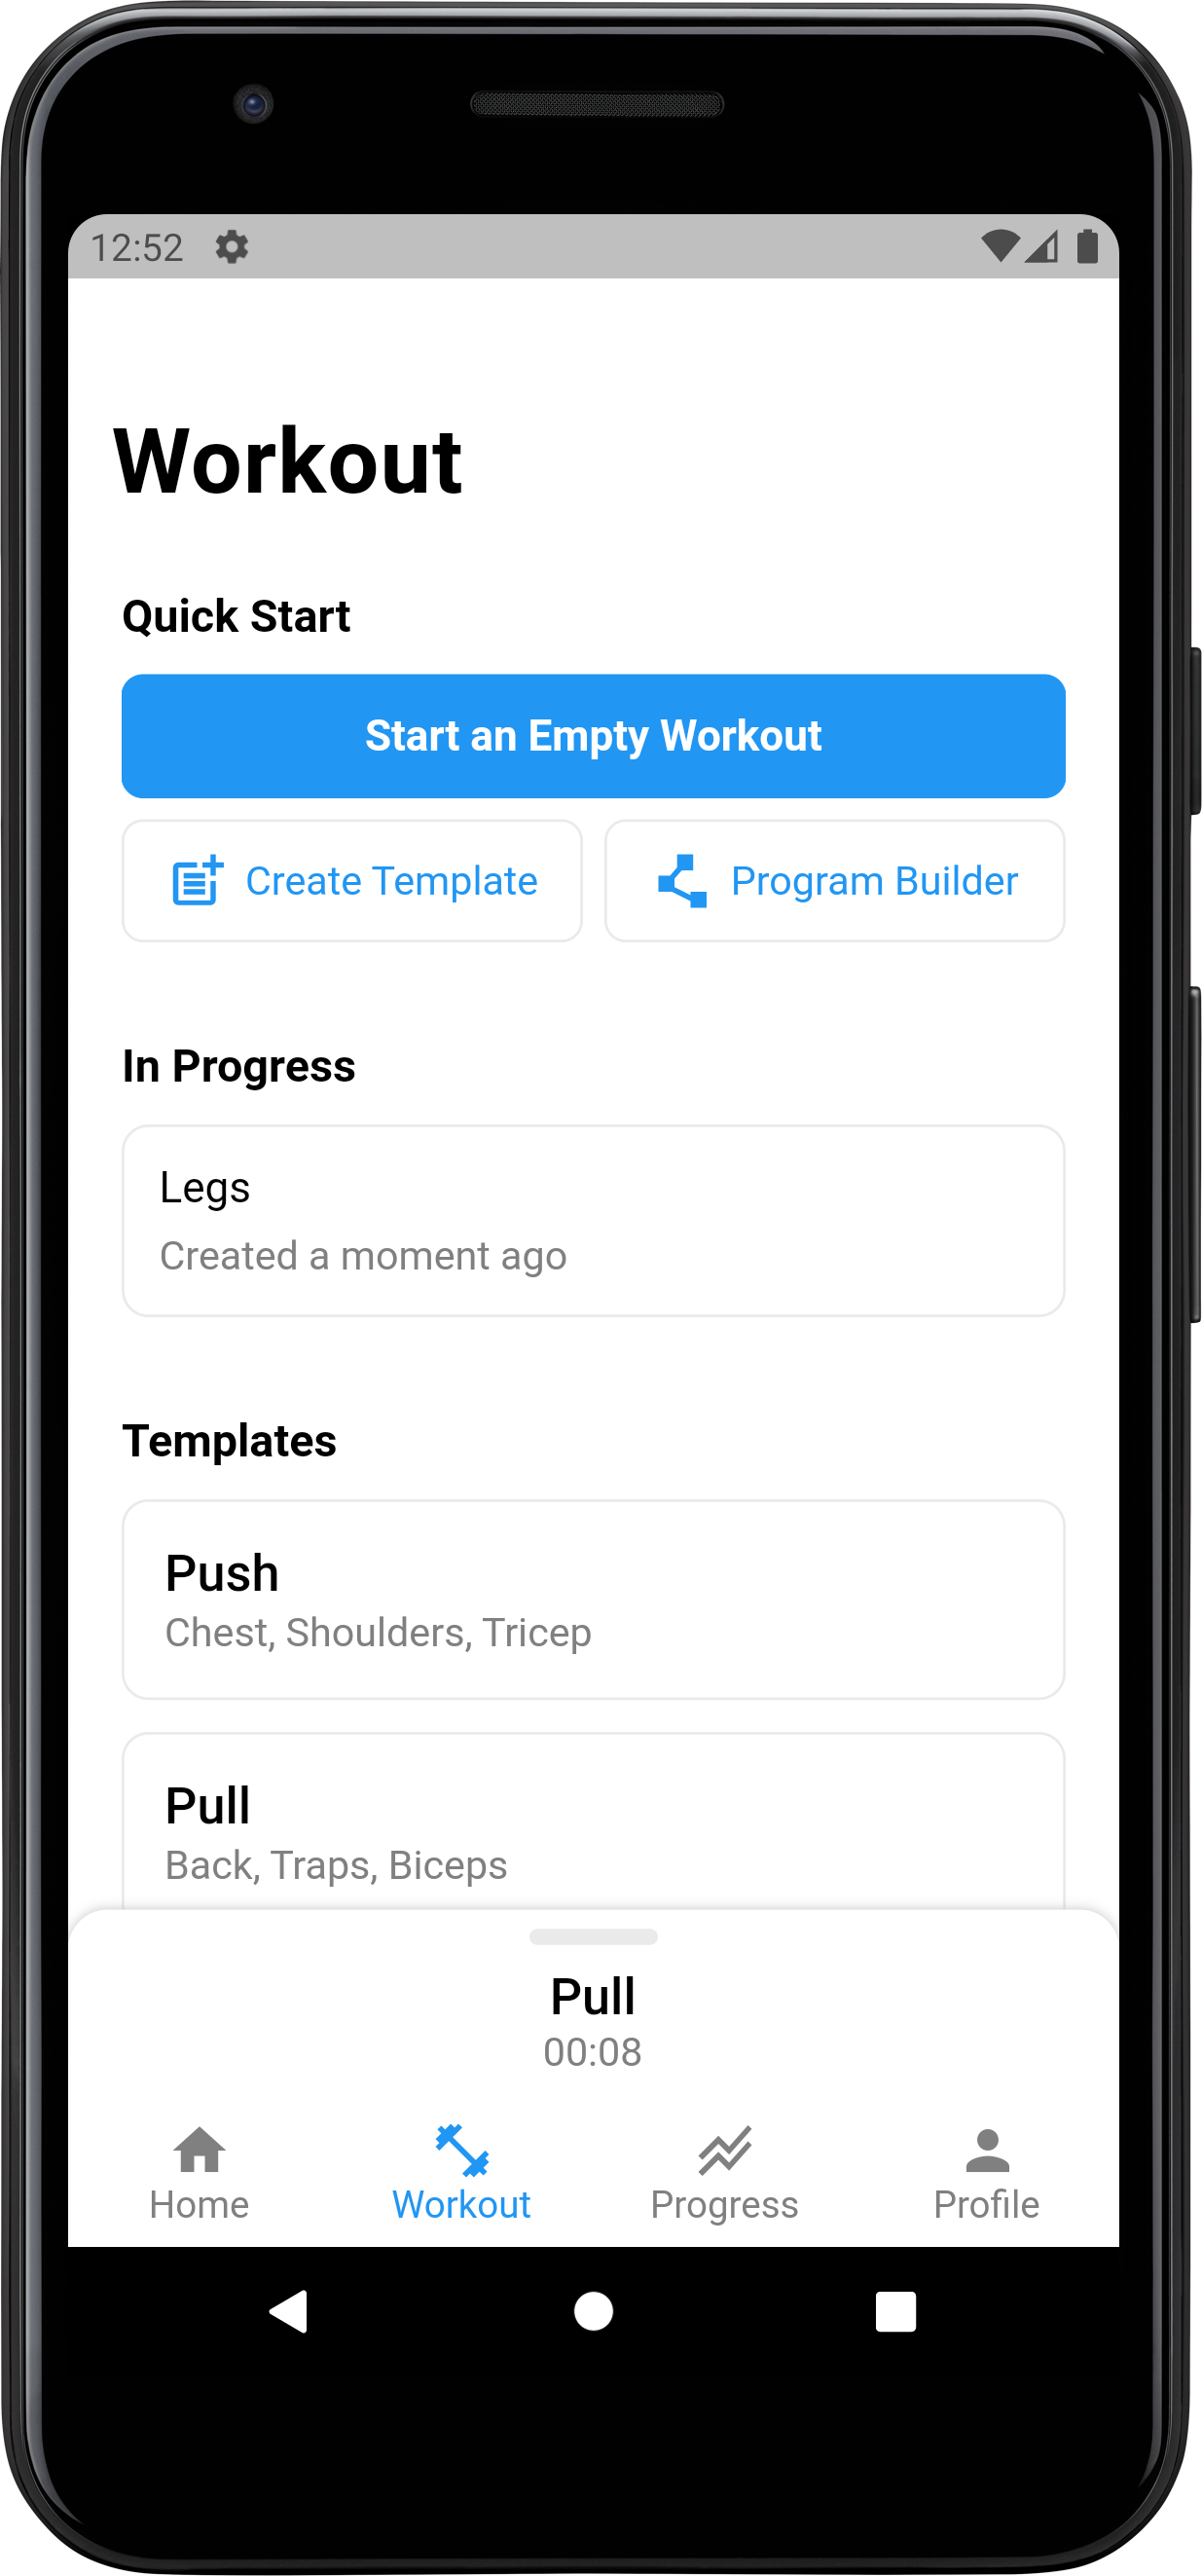 12:52
Workout
Quick Start
Start an Empty Workout
Create Template
Program Builder
In Progress
Legs
Created a moment ago
Templates
Push
Chest, Shoulders, Tricep
Pull
Back, Traps, Biceps
Pull
00:08
Home
Workout
Progress
Profile